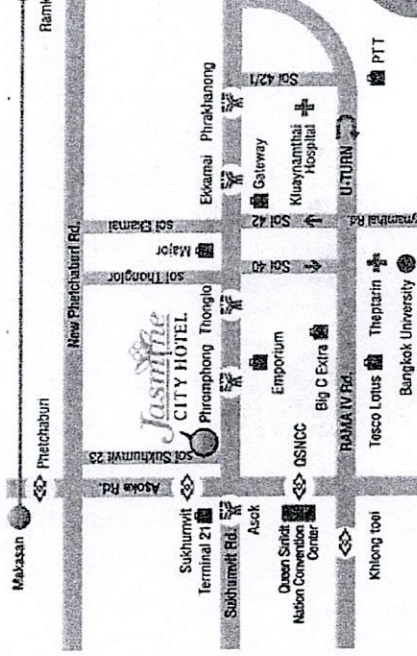 Ramk
Makasan
Phetchaburi
New Phetchaburi Rd.
Asoke Rd.
soi Sukhumvit 23
Jasmine
CITY HOTEL
soi Thonglor
Major
soi Ekamai
Sukhumvit
Terminal 21
Phromphong
Thonglo
Ekkamai
Phrakhanong
Sukhumvit Rd.
Asok
Emporium
Soi 40
Soi 42
Gateway
Soi 42/1
Queen Sirikit
Nation Convention
Center
QSNCC
Big C Extra
Kluaynamthai
Hospital
RAMA IV Rd.
U-TURN
Khlong toei
Tesco Lotus
Theptarin
Bangkok University
ynamthai Rd.
PTT